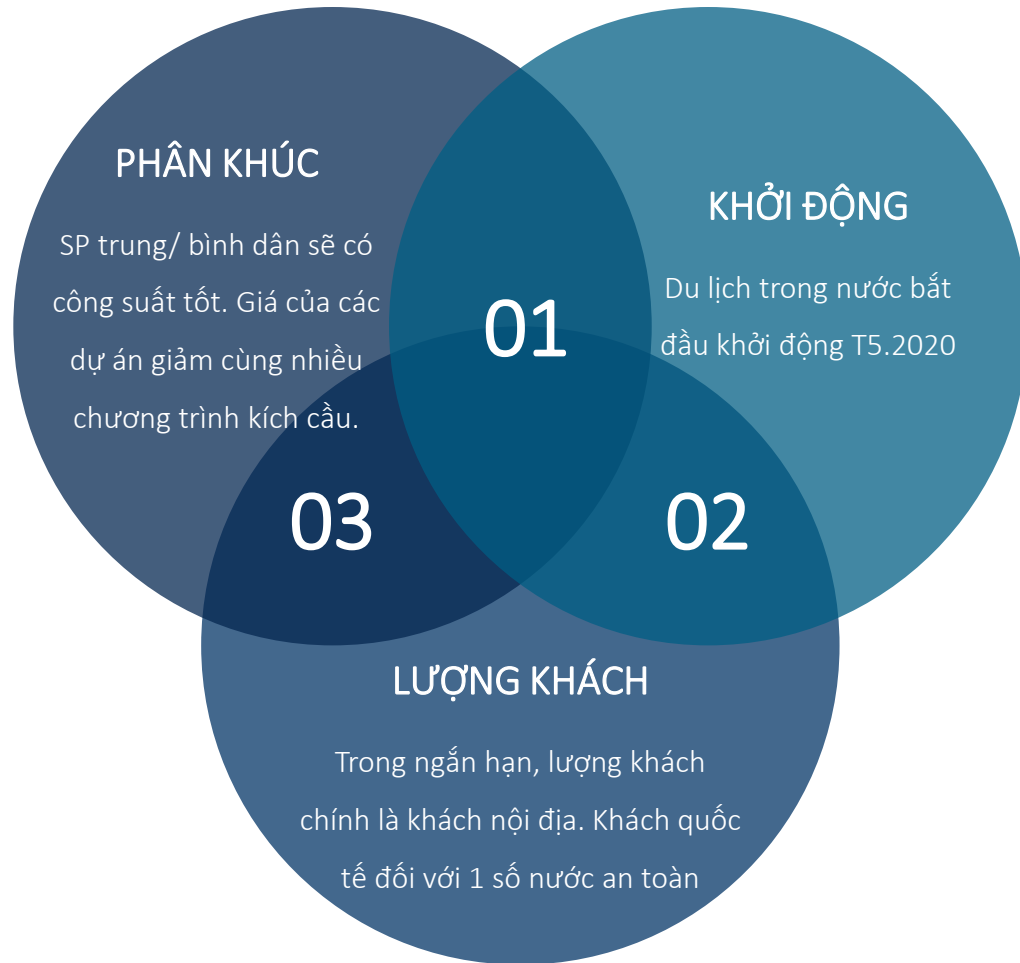 PHÂN KHÚC
SP trung/ bình dân sẽ có
công suất tốt. Giá của các
dự án giảm cùng nhiều
chương trình kích cầu.
KHỞI ĐỘNG
Du lịch trong nước bắt
đầu khởi động T5.2020
01
03
02
LƯỢNG KHÁCH
Trong ngắn hạn, lượng khách
chính là khách nội địa. Khách quốc
tế đối với 1 số nước an toàn